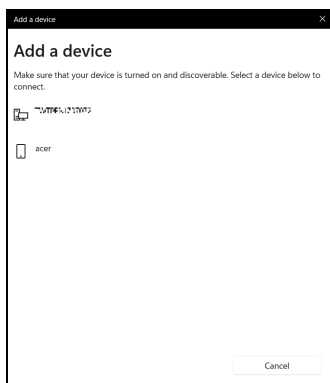 Add a device
Add a device
Make sure that your device is turned on and discoverable. Select a device below to
connect.
acer
Cancel